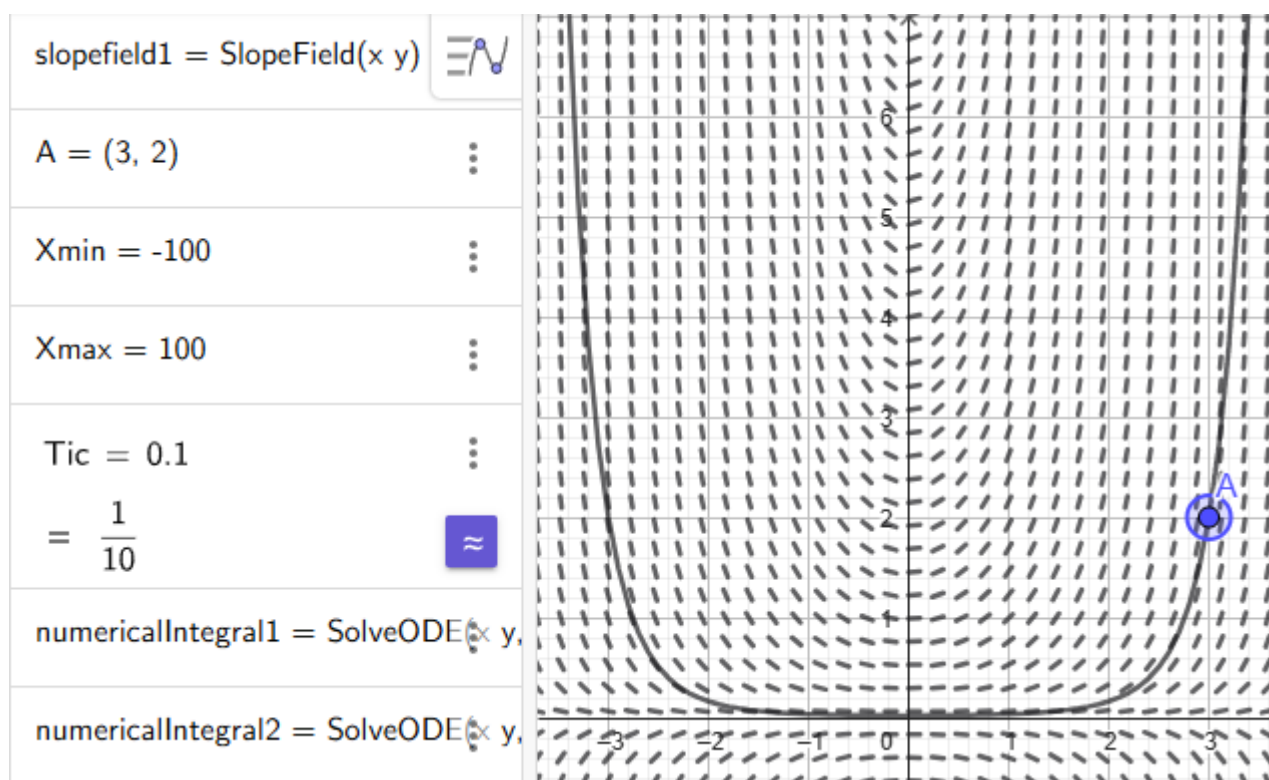 slopefield1 = SlopeField(x y)
A = (3, 2)
Xmin = -100
Xmax = 100
Tic = 0.1
= 1/10
≈
numericalIntegral1 = SolveODE(x y,
numericalIntegral2 = SolveODE(x y,
6
5
4
3
A
2
1
-3 -2 -1 0 1 2 3